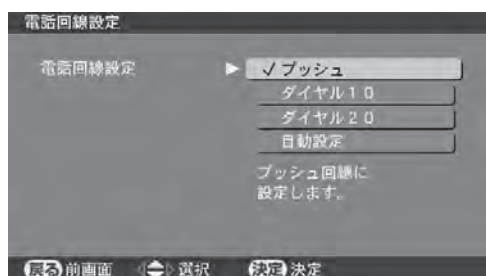 電話回線設定
電話回線設定 ▶ ✓プッシュ
ダイヤル10
ダイヤル20
自動設定
プッシュ回線に
設定します。
戻る 前画面 選択 決定 決定